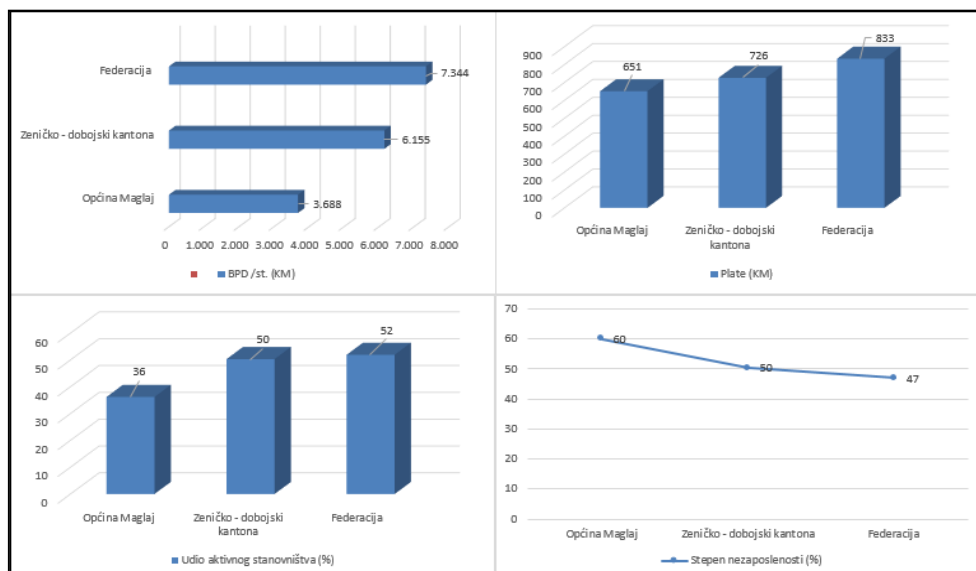 Federacija
7.344
Zeničko - dobojski kantona
6.155
Općina Maglaj
3.688
0 1.000 2.000 3.000 4.000 5.000 6.000 7.000 8.000
BPD /st. (KM)
900
800
700
600
500
400
300
200
100
0
651
726
833
Općina Maglaj Zeničko - dobojski Federacija
kantona
Plate (KM)
60
50
40
30
20
10
0
36
50
52
Općina Maglaj Zeničko - dobojski Federacija
kantona
Udio aktivnog stanovništva (%)
70
60
50
40
30
20
10
0
60
50
47
Općina Maglaj Zeničko - dobojski kantona Federacija
Stepen nezaposlenosti (%)